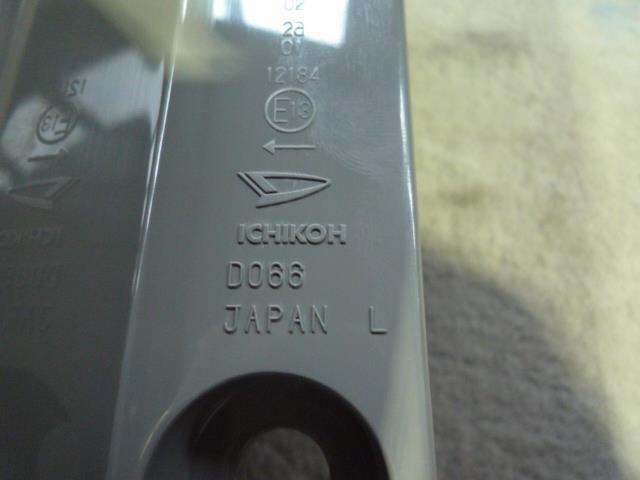 02
2a
01
12184
E13
ICHIKOH
D066
JAPAN L